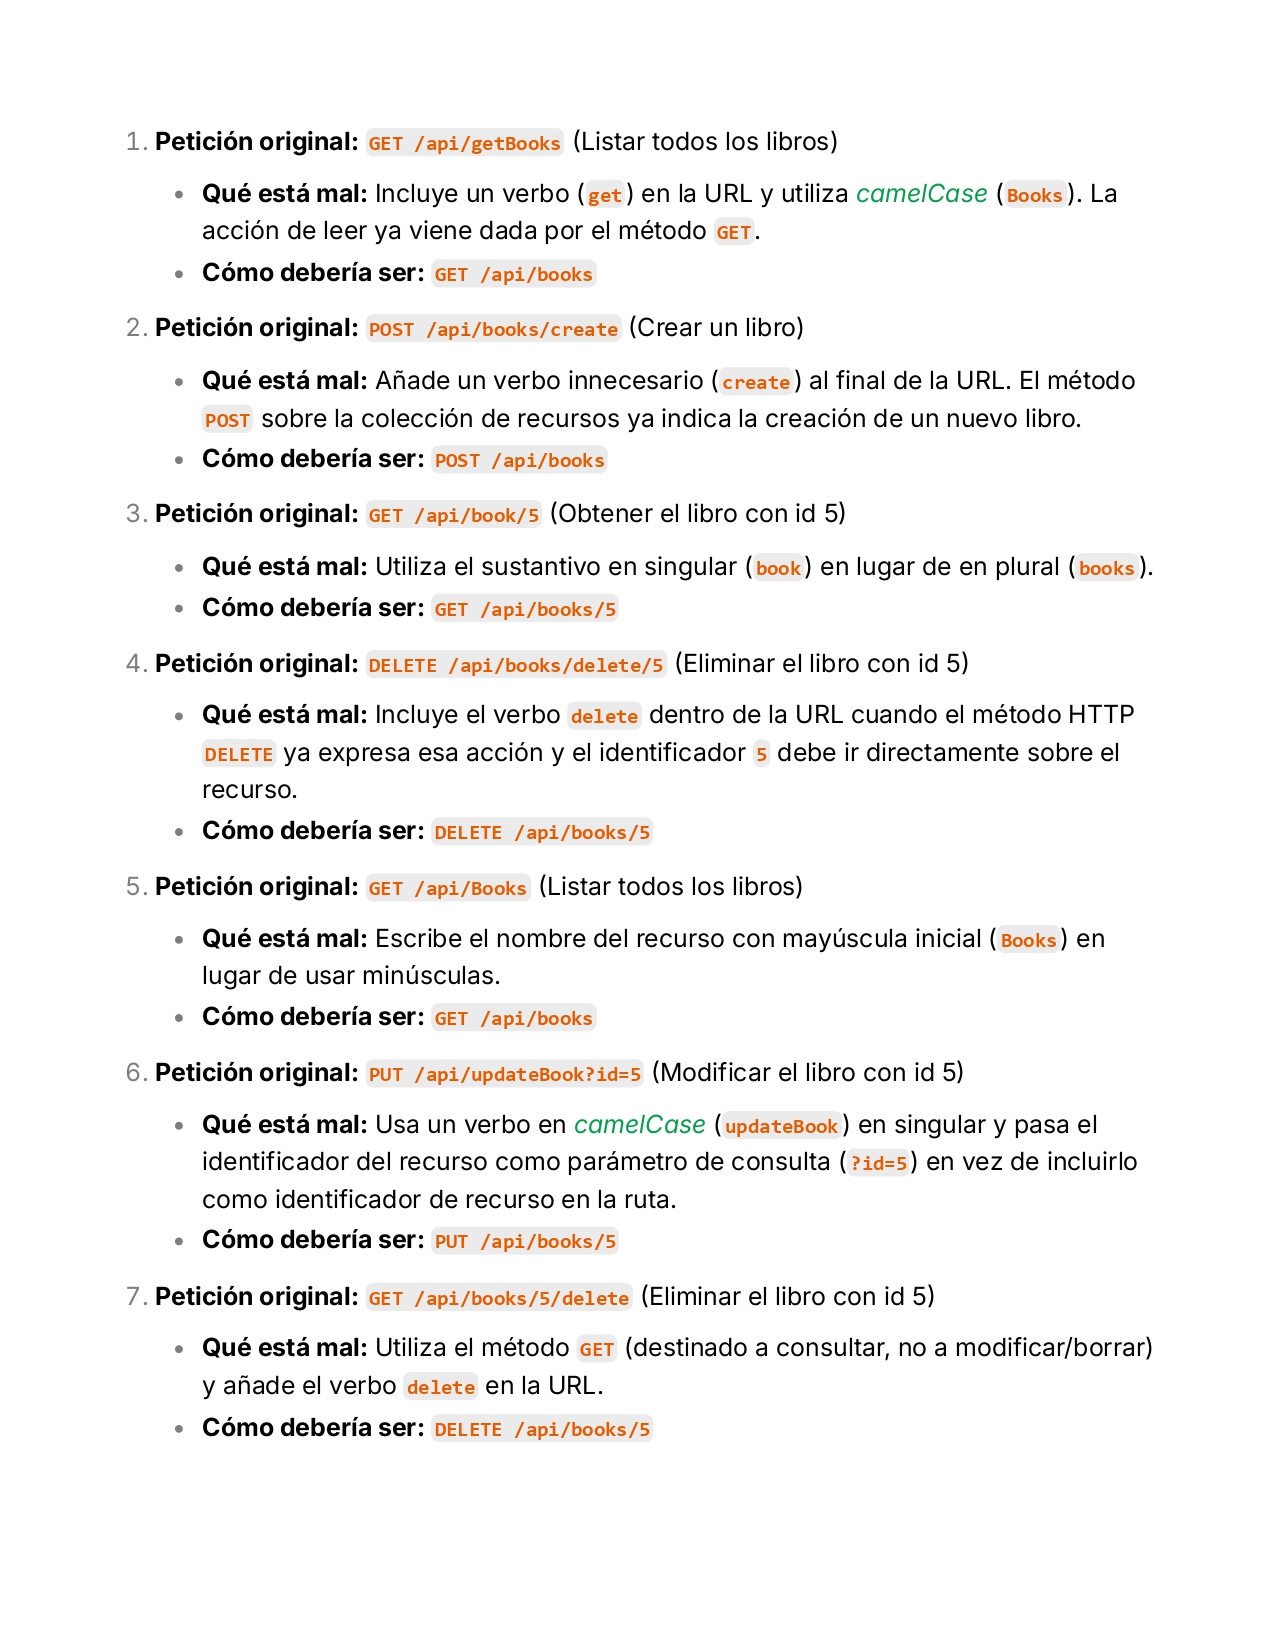 1. Petición original: GET /api/getBooks (Listar todos los libros)
• Qué está mal: Incluye un verbo (get) en la URL y utiliza camelCase (Books). La
acción de leer ya viene dada por el método GET.
• Cómo debería ser: GET /api/books
2. Petición original: POST /api/books/create (Crear un libro)
• Qué está mal: Añade un verbo innecesario (create) al final de la URL. El método
POST sobre la colección de recursos ya indica la creación de un nuevo libro.
• Cómo debería ser: POST /api/books
3. Petición original: GET /api/book/5 (Obtener el libro con id 5)
• Qué está mal: Utiliza el sustantivo en singular (book) en lugar de en plural (books).
• Cómo debería ser: GET /api/books/5
4. Petición original: DELETE /api/books/delete/5 (Eliminar el libro con id 5)
• Qué está mal: Incluye el verbo delete dentro de la URL cuando el método HTTP
DELETE ya expresa esa acción y el identificador 5 debe ir directamente sobre el
recurso.
• Cómo debería ser: DELETE /api/books/5
5. Petición original: GET /api/Books (Listar todos los libros)
• Qué está mal: Escribe el nombre del recurso con mayúscula inicial (Books) en
lugar de usar minúsculas.
• Cómo debería ser: GET /api/books
6. Petición original: PUT /api/updateBook?id=5 (Modificar el libro con id 5)
• Qué está mal: Usa un verbo en camelCase (updateBook) en singular y pasa el
identificador del recurso como parámetro de consulta (?id=5) en vez de incluirlo
como identificador de recurso en la ruta.
• Cómo debería ser: PUT /api/books/5
7. Petición original: GET /api/books/5/delete (Eliminar el libro con id 5)
• Qué está mal: Utiliza el método GET (destinado a consultar, no a modificar/borrar)
y añade el verbo delete en la URL.
• Cómo debería ser: DELETE /api/books/5